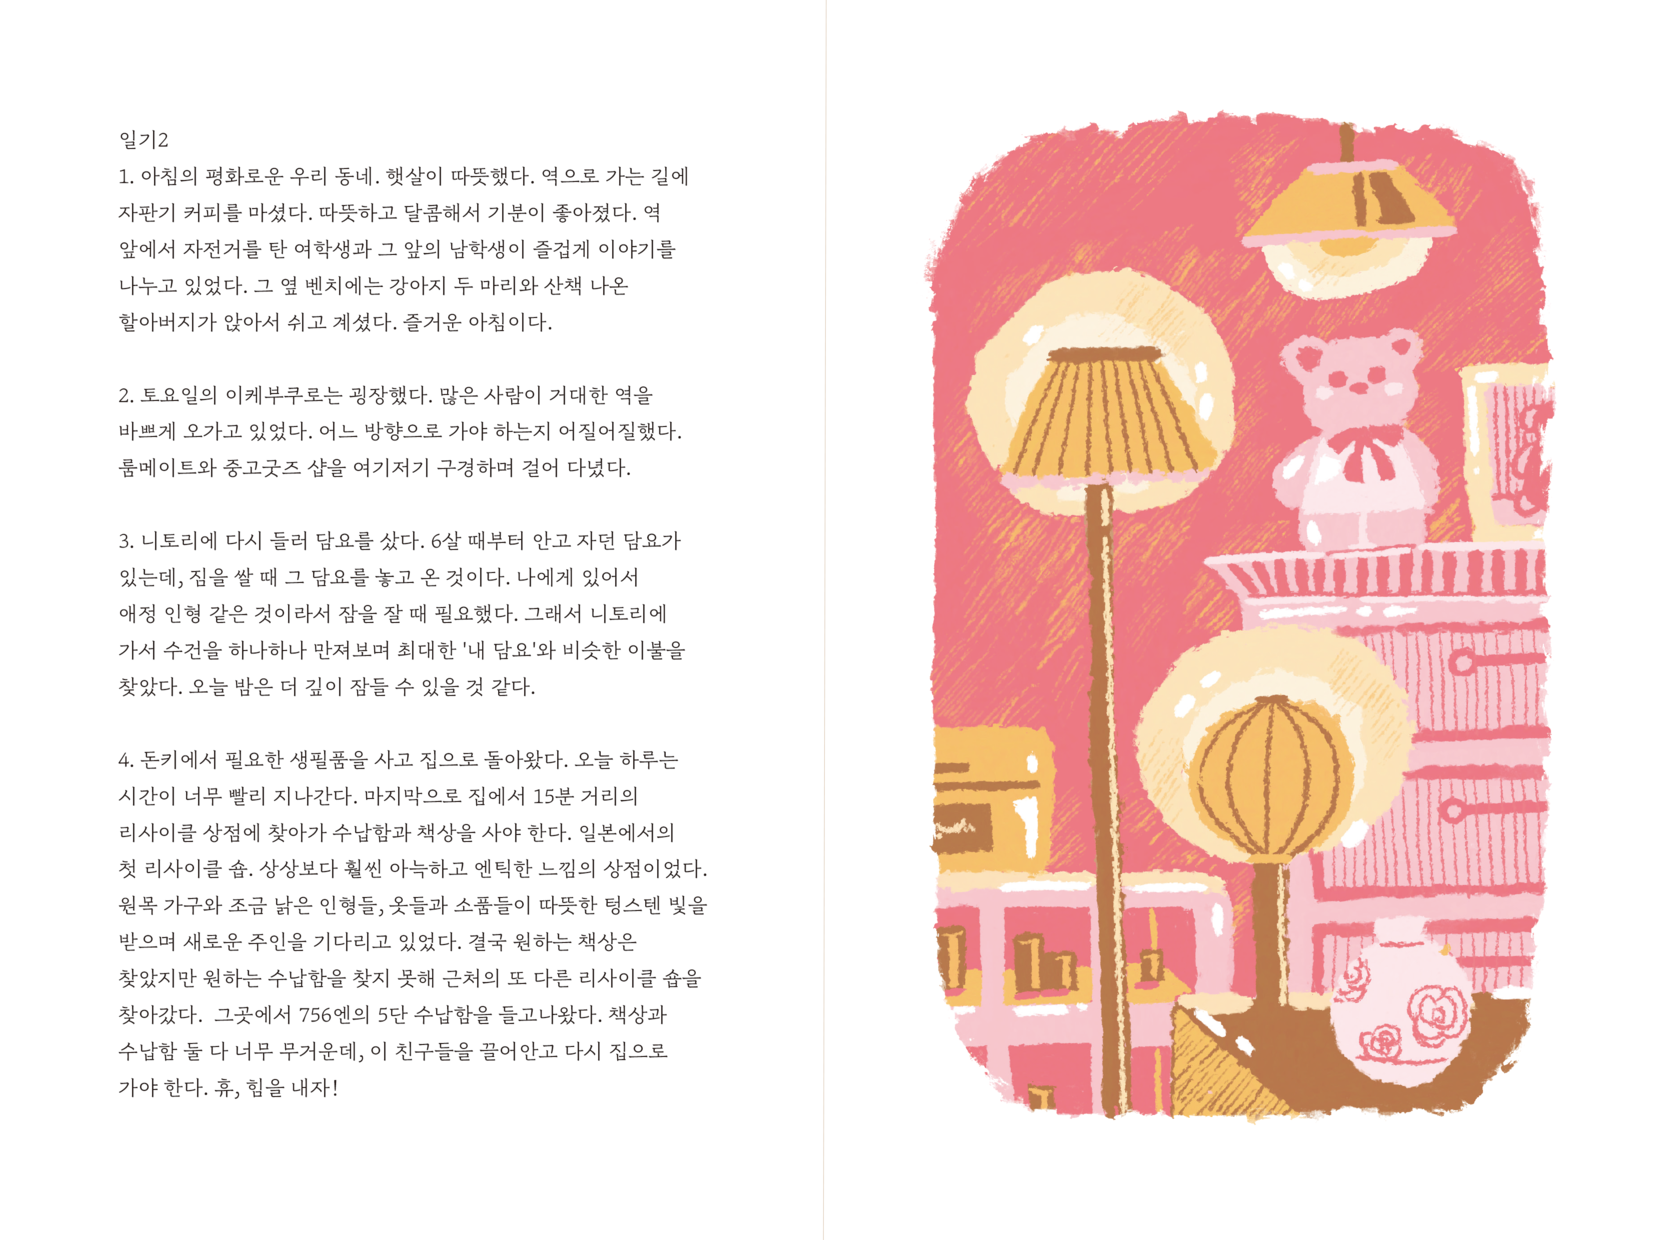 일기2
1. 아침의 평화로운 우리 동네. 햇살이 따뜻했다. 역으로 가는 길에
자판기 커피를 마셨다. 따뜻하고 달콤해서 기분이 좋아졌다. 역
앞에서 자전거를 탄 여학생과 그 앞의 남학생이 즐겁게 이야기를
나누고 있었다. 그 옆 벤치에는 강아지 두 마리와 산책 나온
할아버지가 앉아서 쉬고 계셨다. 즐거운 아침이다.
2. 토요일의 이케부쿠로는 굉장했다. 많은 사람이 거대한 역을
바쁘게 오가고 있었다. 어느 방향으로 가야 하는지 어질어질했다.
룸메이트와 중고굿즈 샵을 여기저기 구경하며 걸어 다녔다.
3. 니토리에 다시 들러 담요를 샀다. 6살 때부터 안고 자던 담요가
있는데, 짐을 쌀 때 그 담요를 놓고 온 것이다. 나에게 있어서
애정 인형 같은 것이라서 잠을 잘 때 필요했다. 그래서 니토리에
가서 수건을 하나하나 만져보며 최대한 '내 담요'와 비슷한 이불을
찾았다. 오늘 밤은 더 깊이 잠들 수 있을 것 같다.
4. 돈키에서 필요한 생필품을 사고 집으로 돌아왔다. 오늘 하루는
시간이 너무 빨리 지나간다. 마지막으로 집에서 15분 거리의
리사이클 상점에 찾아가 수납함과 책상을 사야 한다. 일본에서의
첫 리사이클 숍. 상상보다 훨씬 아늑하고 엔틱한 느낌의 상점이었다.
원목 가구와 조금 낡은 인형들, 옷들과 소품들이 따뜻한 텅스텐 빛을
받으며 새로운 주인을 기다리고 있었다. 결국 원하는 책상은
찾았지만 원하는 수납함을 찾지 못해 근처의 또 다른 리사이클 숍을
찾아갔다.  그곳에서 756엔의 5단 수납함을 들고나왔다. 책상과
수납함 둘 다 너무 무거운데, 이 친구들을 끌어안고 다시 집으로
가야 한다. 휴, 힘을 내자!